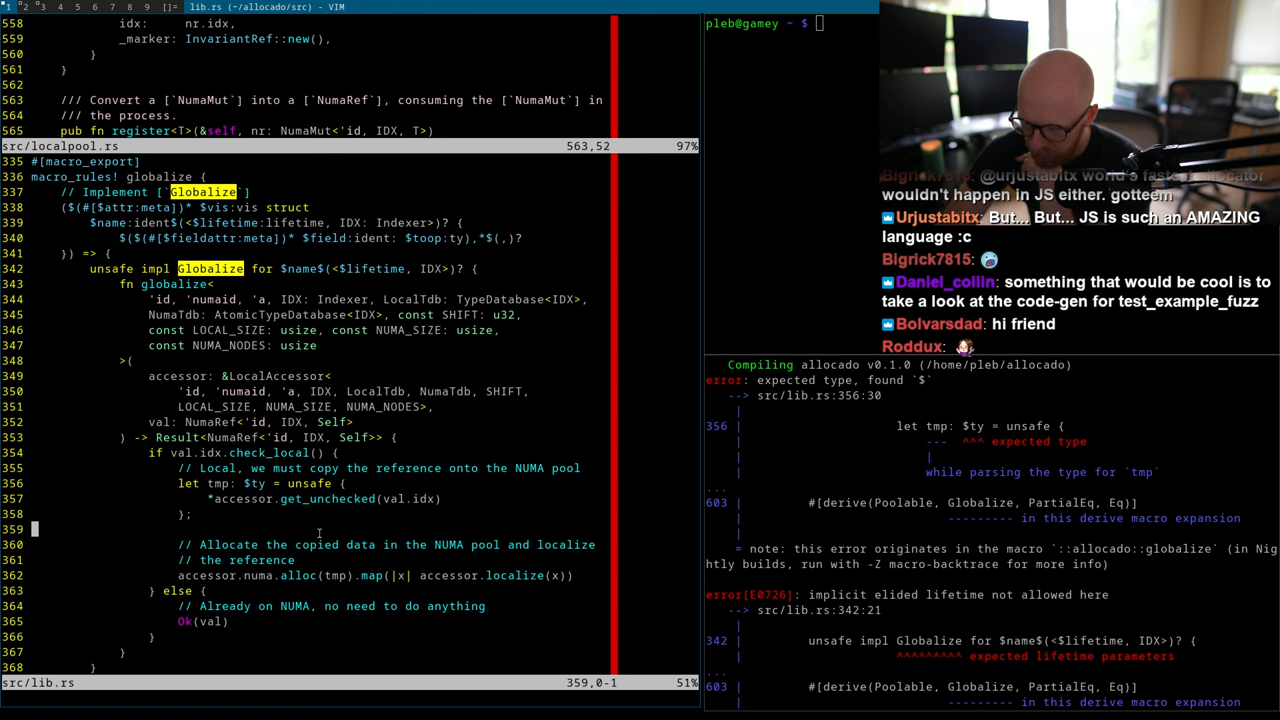 1 2 3 4 5 6 7 8 9 []= lib.rs (~/allocado/src) - VIM
558 idx: nr.idx,
559 _marker: InvariantRef::new(),
560 }
561 }
562
563 /// Convert a [`NumaMut`] into a [`NumaRef`], consuming the [`NumaMut`] in
564 /// the process.
565 pub fn register<T>(&self, nr: NumaMut<'id, IDX, T>)
src/localpool.rs 563,52 97%
335 #[macro_export]
336 macro_rules! globalize {
337 // Implement [`Globalize`]
338 ($(#[$attr:meta])* $vis:vis struct
339 $name:ident$(<$lifetime:lifetime, IDX: Indexer>)? {
340 $($(#[$fieldattr:meta])* $field:ident: $toop:ty),*$(,)?
341 }) => {
342 unsafe impl Globalize for $name$(<$lifetime, IDX>)? {
343 fn globalize<
344 'id, 'numaid, 'a, IDX: Indexer, LocalTdb: TypeDatabase<IDX>,
345 NumaTdb: AtomicTypeDatabase<IDX>, const SHIFT: u32,
346 const LOCAL_SIZE: usize, const NUMA_SIZE: usize,
347 const NUMA_NODES: usize
348 >(
349 accessor: &LocalAccessor<
350 'id, 'numaid, 'a, IDX, LocalTdb, NumaTdb, SHIFT,
351 LOCAL_SIZE, NUMA_SIZE, NUMA_NODES>,
352 val: NumaRef<'id, IDX, Self>
353 ) -> Result<NumaRef<'id, IDX, Self>> {
354 if val.idx.check_local() {
355 // Local, we must copy the reference onto the NUMA pool
356 let tmp: $ty = unsafe {
357 *accessor.get_unchecked(val.idx)
358 };
359
360 // Allocate the copied data in the NUMA pool and localize
361 // the reference
362 accessor.numa.alloc(tmp).map(|x| accessor.localize(x))
363 } else {
364 // Already on NUMA, no need to do anything
365 Ok(val)
366 }
367 }
368 }
src/lib.rs 359,0-1 51%
pleb@gamey ~ $
Bigrick7815: @urjustabitx world's fastest allocator
wouldn't happen in JS either. gotteem
Urjustabitx: But... But... JS is such an AMAZING
language :c
Bigrick7815:
Daniel_collin: something that would be cool is to
take a look at the code-gen for test_example_fuzz
Bolvarsdad: hi friend
Roddux:
Compiling allocado v0.1.0 (/home/pleb/allocado)
error: expected type, found `$`
--> src/lib.rs:356:30
|
356 | let tmp: $ty = unsafe {
| --- ^^^ expected type
| |
| while parsing the type for `tmp`
...
603 | #[derive(Poolable, Globalize, PartialEq, Eq)]
| --------- in this derive macro expansion
|
= note: this error originates in the macro `::allocado::globalize` (in Nig
htly builds, run with -Z macro-backtrace for more info)
error[E0726]: implicit elided lifetime not allowed here
--> src/lib.rs:342:21
|
342 | unsafe impl Globalize for $name$(<$lifetime, IDX>)? {
| ^^^^^^^^^ expected lifetime parameters
...
603 | #[derive(Poolable, Globalize, PartialEq, Eq)]
| --------- in this derive macro expansion